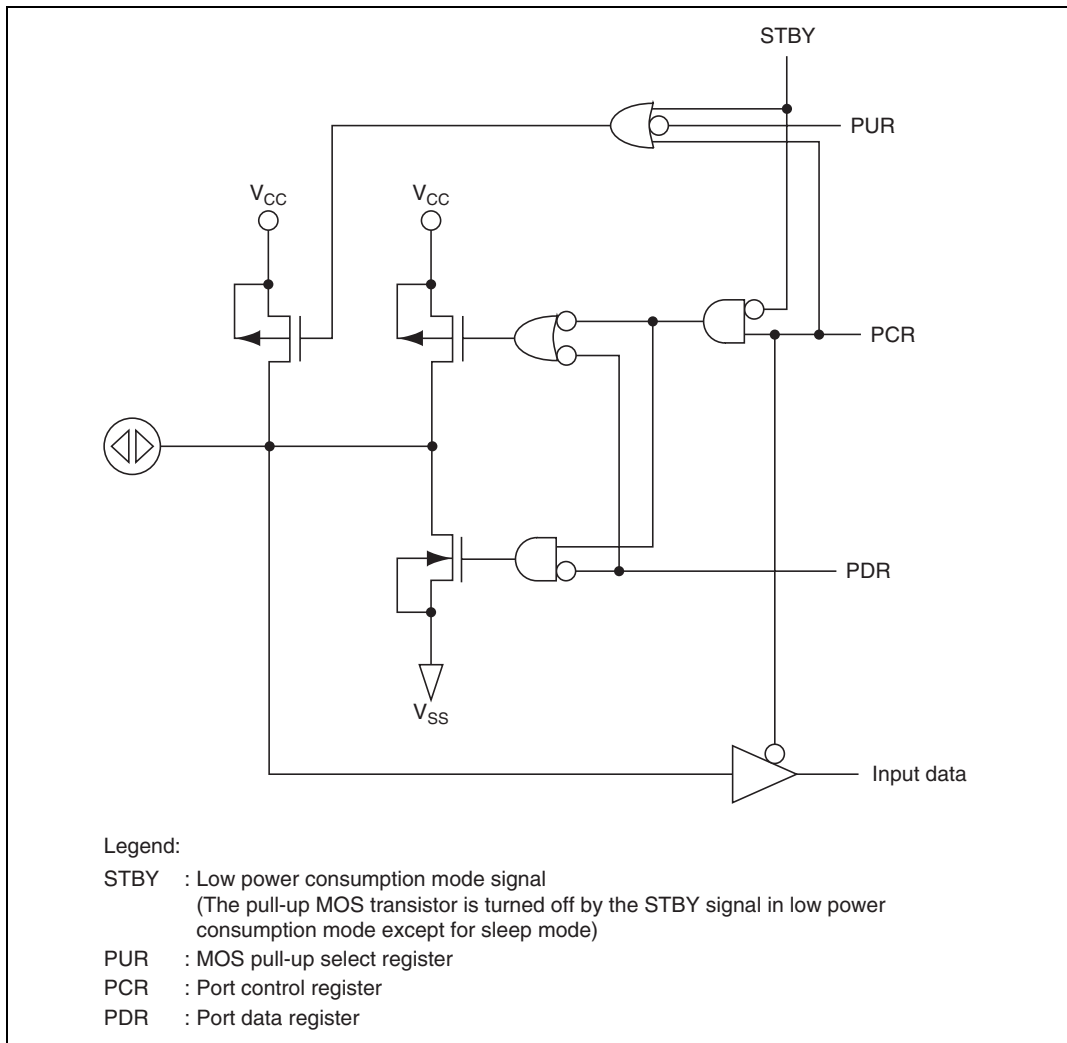 STBY
PUR
VCC
VCC
PCR
PDR
VSS
Input data
Legend:
STBY : Low power consumption mode signal
(The pull-up MOS transistor is turned off by the STBY signal in low power
consumption mode except for sleep mode)
PUR : MOS pull-up select register
PCR : Port control register
PDR : Port data register